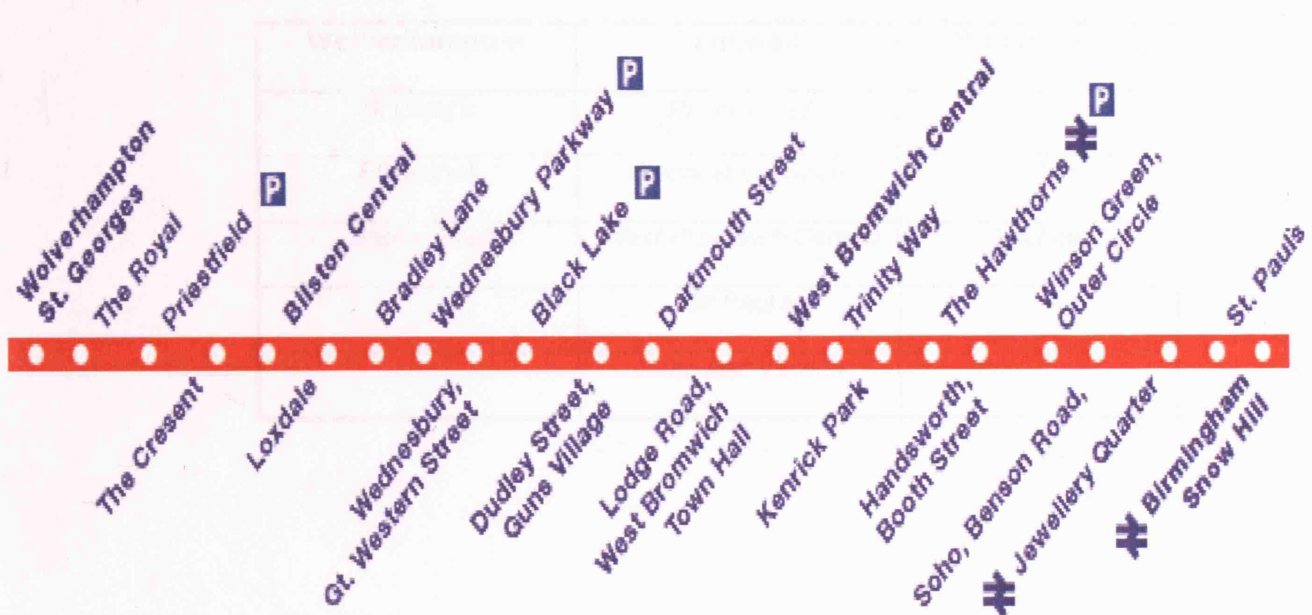 Wolverhampton
St. Georges
The Royal
Priestfield P
Bilston Central
Bradley Lane
Wednesbury Parkway P
Black Lake P
Dartmouth Street
West Bromwich Central
Trinity Way
The Hawthorns P
Winson Green,
Outer Circle
St. Paul's
The Cresent
Loxdale
Wednesbury,
Gt. Western Street
Dudley Street,
Guns Village
Lodge Road,
West Bromwich
Town Hall
Kenrick Park
Handsworth,
Booth Street
Soho, Benson Road,
Jewellery Quarter
Birmingham
Snow Hill